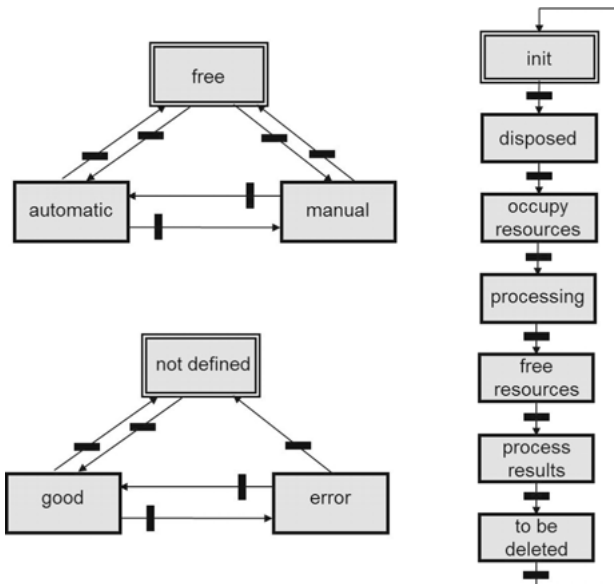 free
automatic
manual
not defined
good
error
init
disposed
occupy
resources
processing
free
resources
process
results
to be
deleted